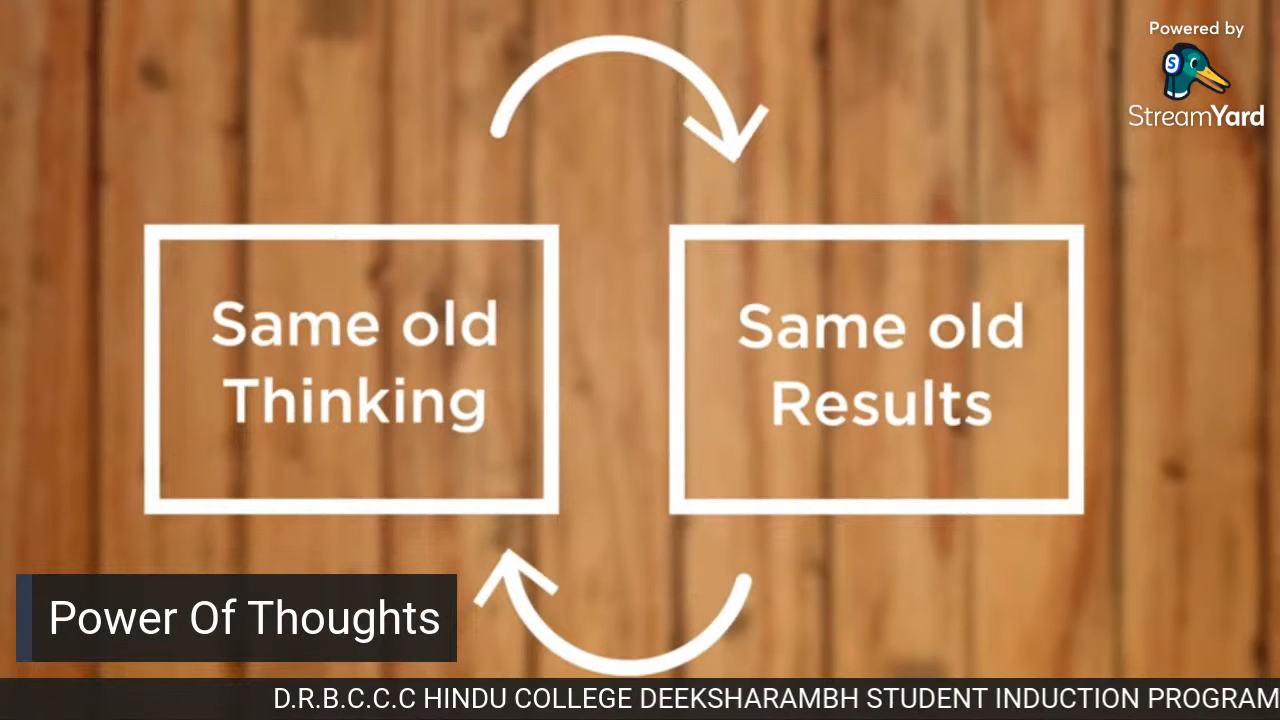 Powered by
StreamYard
Same old
Thinking
Same old
Results
Power Of Thoughts
D.R.B.C.C.C HINDU COLLEGE DEEKSHARAMBH STUDENT INDUCTION PROGRAM